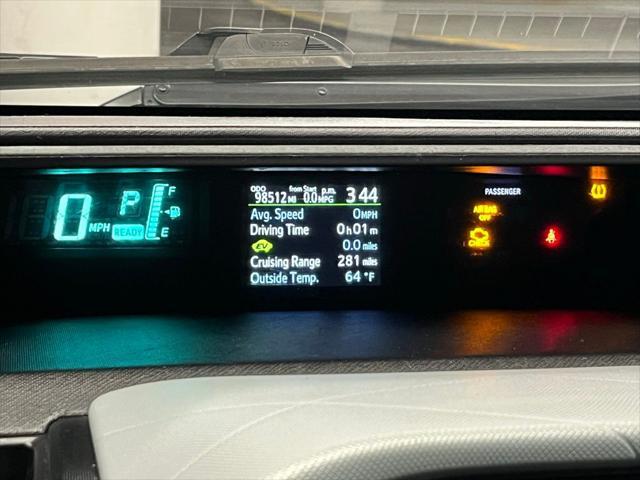 0 MPH P READY F E
ODO 98512 MI from Start 0.0 MPG p.m. 3 44
Avg. Speed 0 MPH
Driving Time 0 h 01 m
EV 0.0 miles
Cruising Range 281 miles
Outside Temp. 64 °F
PASSENGER
AIRBAG
OFF
CHECK